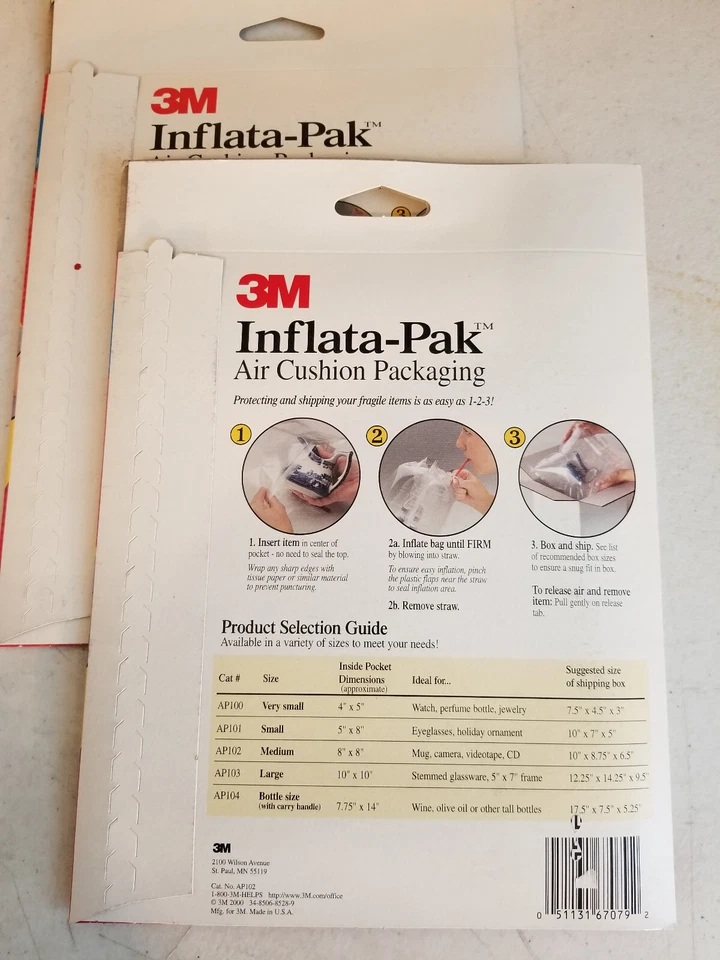 3M
Inflata-Pak™
3
3M
Inflata-Pak™
Air Cushion Packaging
Protecting and shipping your fragile items is as easy as 1-2-3!
1 2 3
1. Insert item in center of
pocket - no need to seal the top.
Wrap any sharp edges with
tissue paper or similar material
to prevent puncturing.
2a. Inflate bag until FIRM
by blowing into straw.
To ensure easy inflation, pinch
the plastic flaps near the straw
to seal inflation area.
2b. Remove straw.
3. Box and ship. See list
of recommended box sizes
to ensure a snug fit in box.
To release air and remove
item: Pull gently on release
tab.
Product Selection Guide
Available in a variety of sizes to meet your needs!
Cat # Size Inside Pocket Dimensions (approximate) Ideal for... Suggested size of shipping box
AP100 Very small 4" x 5" Watch, perfume bottle, jewelry 7.5" x 4.5" x 3"
AP101 Small 5" x 8" Eyeglasses, holiday ornament 10" x 7" x 5"
AP102 Medium 8" x 8" Mug, camera, videotape, CD 10" x 8.75" x 6.5"
AP103 Large 10" x 10" Stemmed glassware, 5" x 7" frame 12.25" x 14.25" x 9.5"
AP104 Bottle size (with carry handle) 7.75" x 14" Wine, olive oil or other tall bottles 17.5" x 7.5" x 5.25"
3M
2100 Wilson Avenue
St. Paul, MN 55119
Cat. No. AP102
1-800-3M-HELPS http://www.3M.com/office
© 3M 2000 34-8506-8528-9
Mfg. for 3M. Made in U.S.A.
0 51131 67079 2